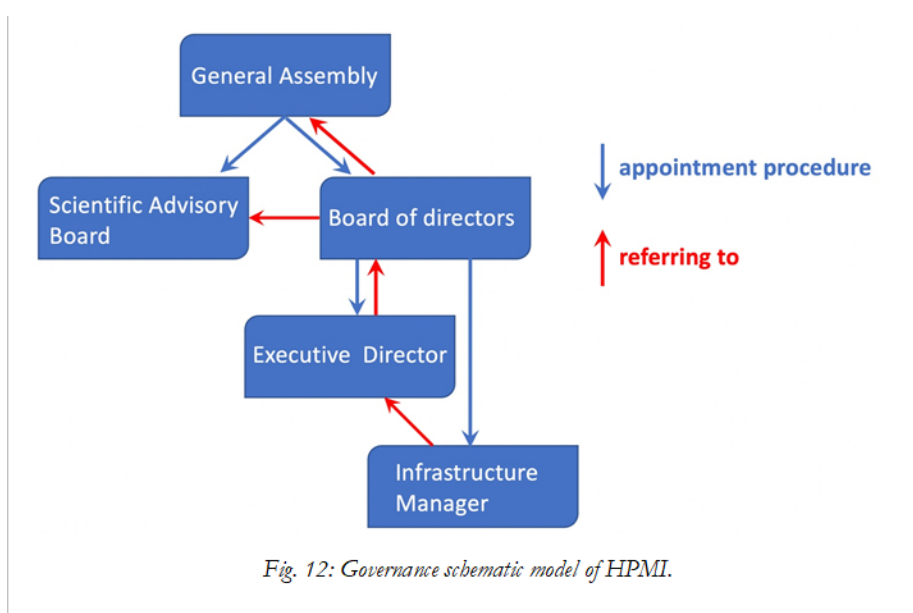 General Assembly
Scientific Advisory
Board
Board of directors
appointment procedure
referring to
Executive Director
Infrastructure
Manager
Fig. 12: Governance schematic model of HPMI.